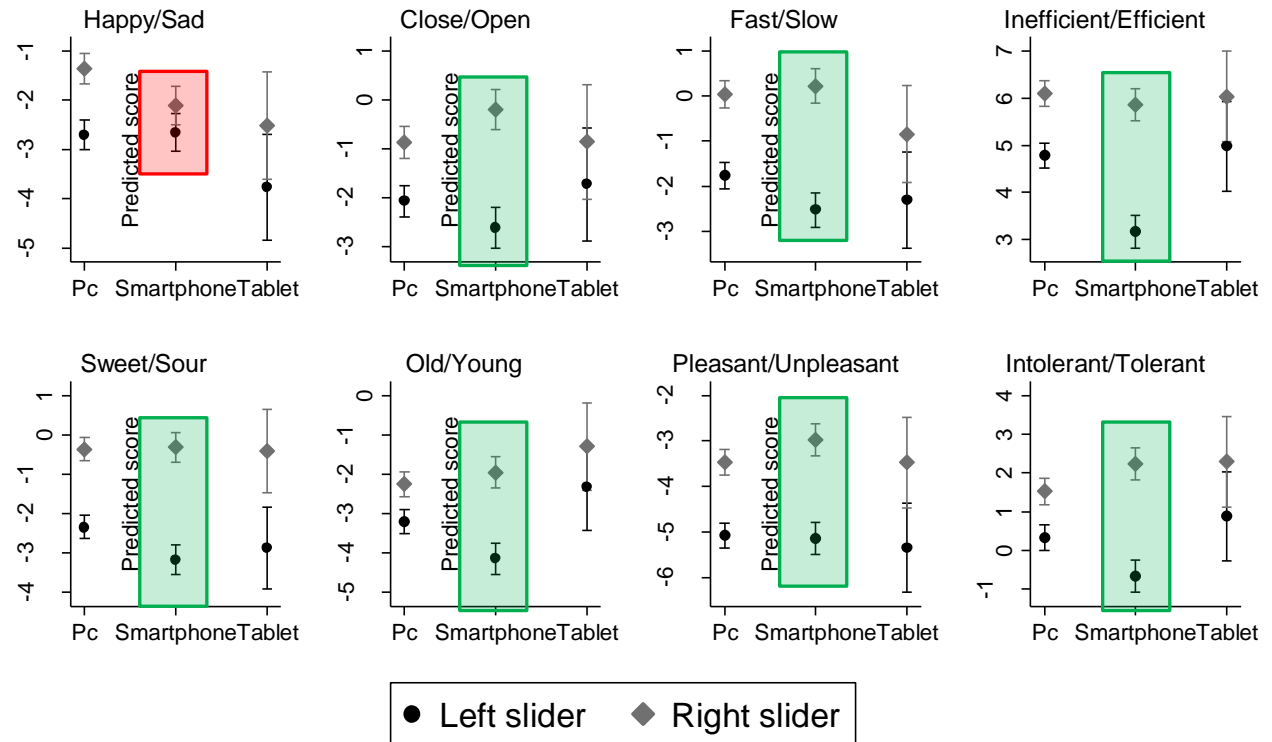 Happy/Sad
-1
-2
-3
-4
-5
Pc Smartphone Tablet
Predicted score
Close/Open
1
0
-1
-2
-3
Pc Smartphone Tablet
Predicted score
Fast/Slow
1
0
-1
-2
-3
Pc Smartphone Tablet
Inefficient/Efficient
7
6
5
4
3
Pc Smartphone Tablet
Predicted score
Sweet/Sour
1
0
-1
-2
-3
-4
Pc Smartphone Tablet
Predicted score
Old/Young
0
-1
-2
-3
-4
-5
Pc Smartphone Tablet
Predicted score
Pleasant/Unpleasant
-2
-3
-4
-5
-6
Pc Smartphone Tablet
Predicted score
Intolerant/Tolerant
4
3
2
1
0
-1
Pc Smartphone Tablet
Left slider Right slider